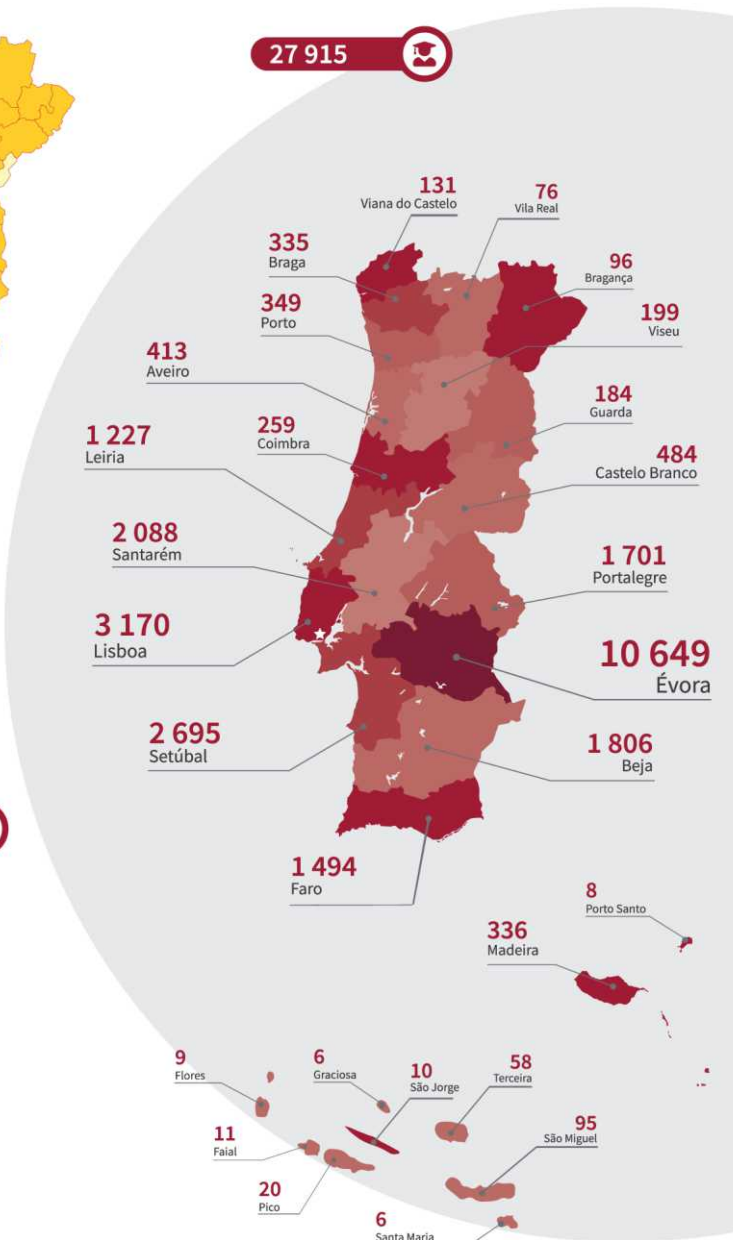 27 915
131
Viana do Castelo
76
Vila Real
335
Braga
96
Bragança
349
Porto
199
Viseu
413
Aveiro
184
Guarda
259
Coimbra
1 227
Leiria
484
Castelo Branco
2 088
Santarém
1 701
Portalegre
3 170
Lisboa
10 649
Évora
2 695
Setúbal
1 806
Beja
1 494
Faro
8
Porto Santo
336
Madeira
9
Flores
6
Graciosa
10
São Jorge
58
Terceira
11
Faial
95
São Miguel
20
Pico
6
Santa Maria